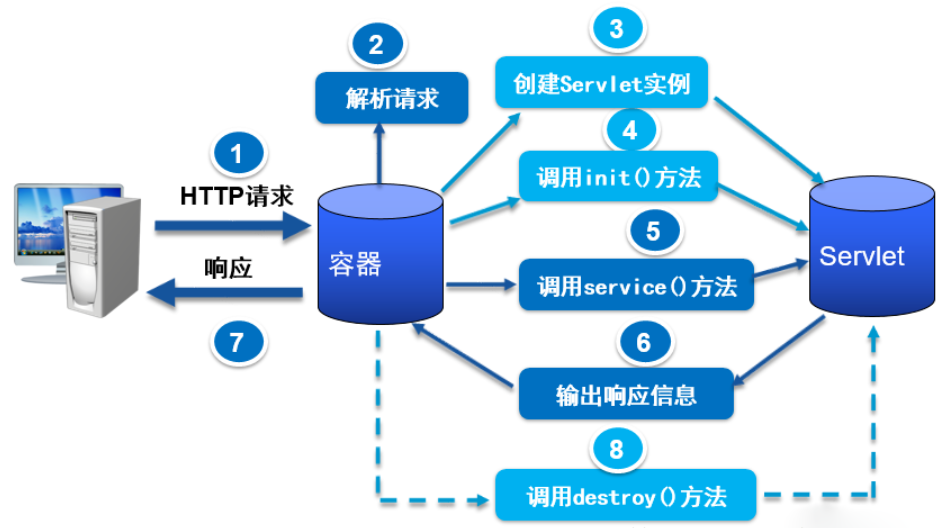 1
HTTP请求
2
解析请求
3
创建Servlet实例
4
调用init()方法
容器
5
调用service()方法
Servlet
6
输出响应信息
响应
7
8
调用destroy()方法